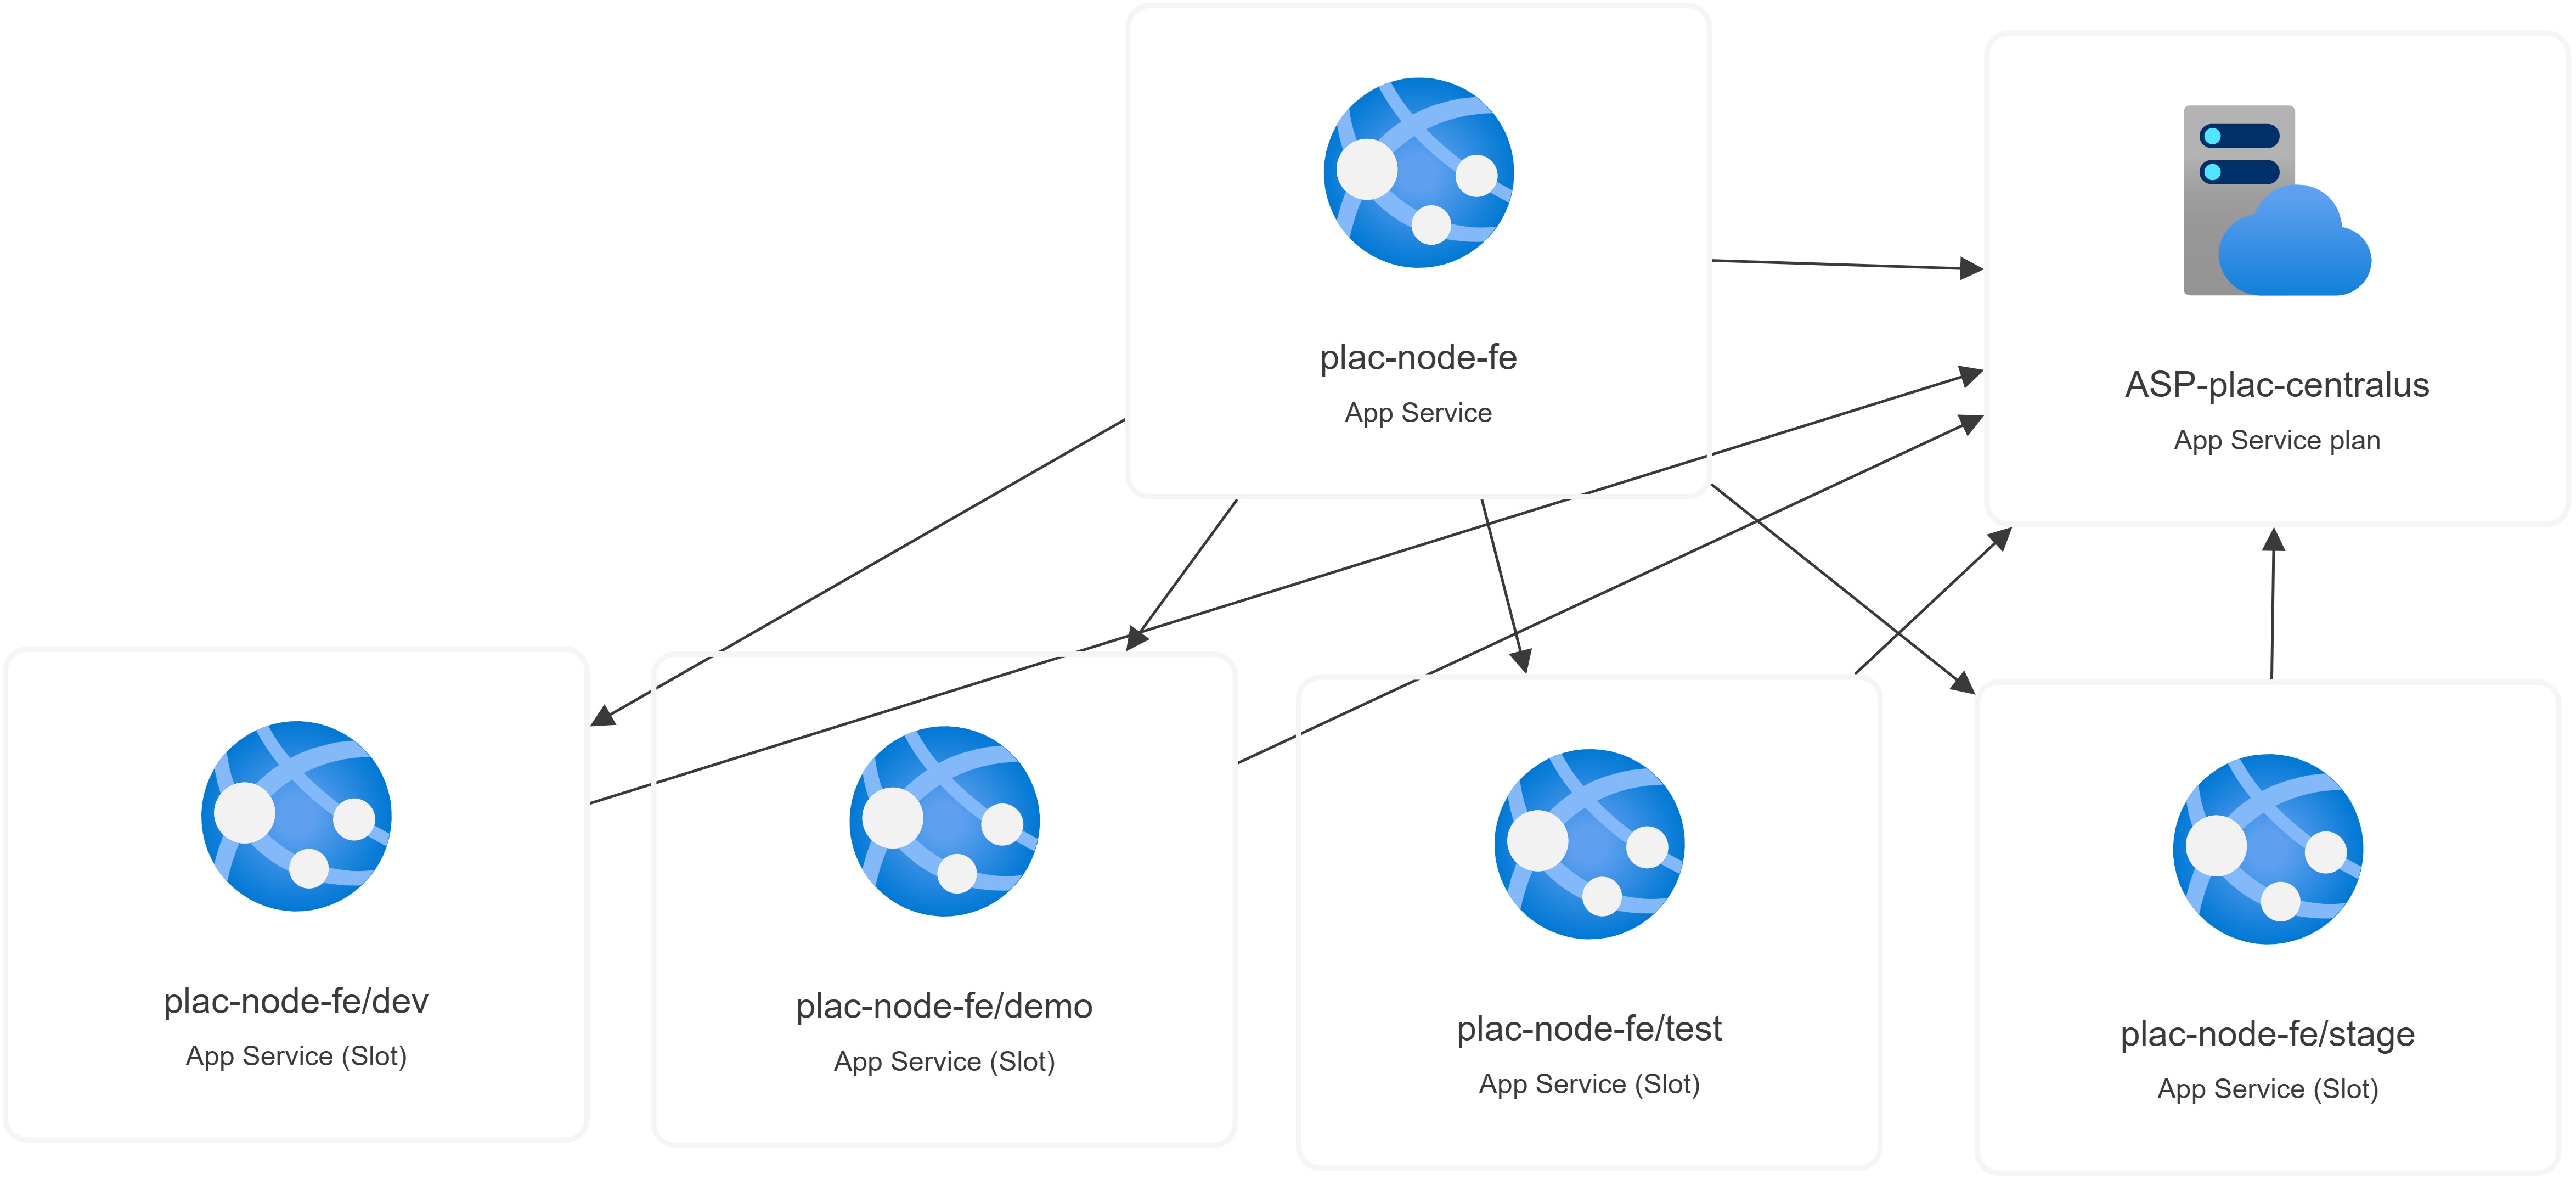 plac-node-fe
App Service
ASP-plac-centralus
App Service plan
plac-node-fe/dev
App Service (Slot)
plac-node-fe/demo
App Service (Slot)
plac-node-fe/test
App Service (Slot)
plac-node-fe/stage
App Service (Slot)